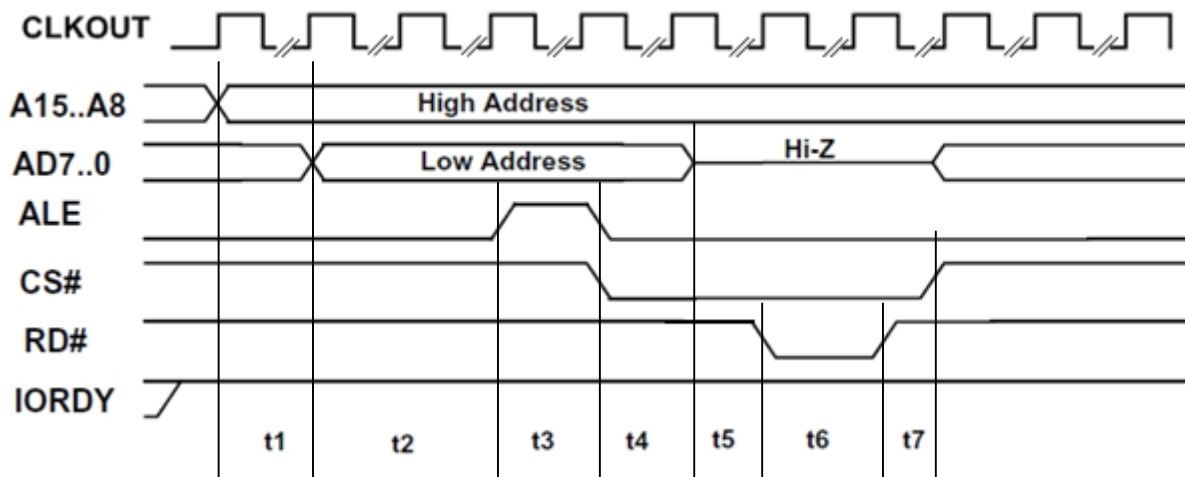 CLKOUT
A15..A8 High Address
AD7..0 Low Address Hi-Z
ALE
CS#
RD#
IORDY
t1 t2 t3 t4 t5 t6 t7